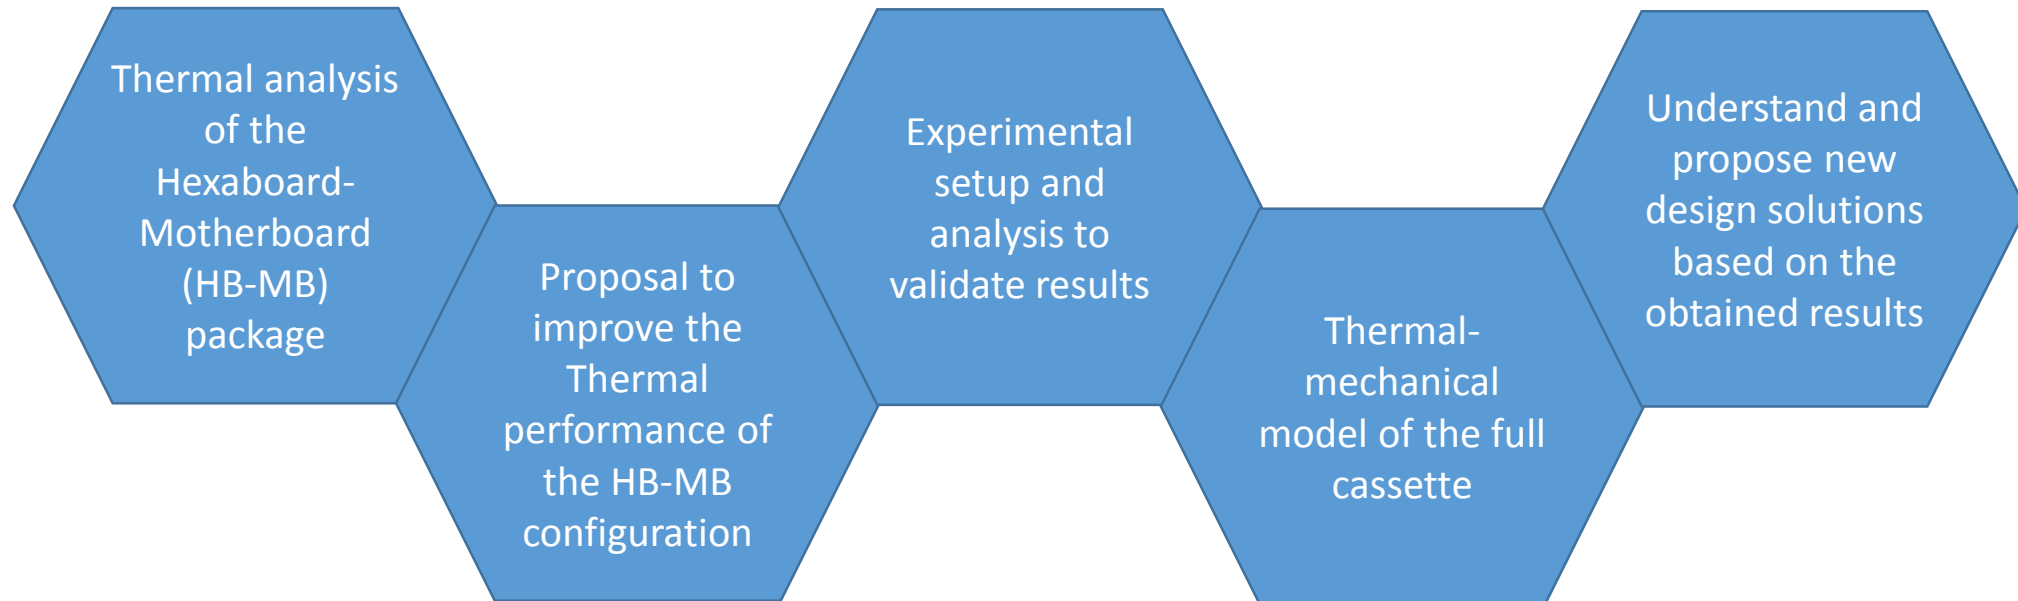 Thermal analysis
of the
Hexaboard-
Motherboard
(HB-MB)
package
Proposal to
improve the
Thermal
performance of
the HB-MB
configuration
Experimental
setup and
analysis to
validate results
Thermal-
mechanical
model of the full
cassette
Understand and
propose new
design solutions
based on the
obtained results